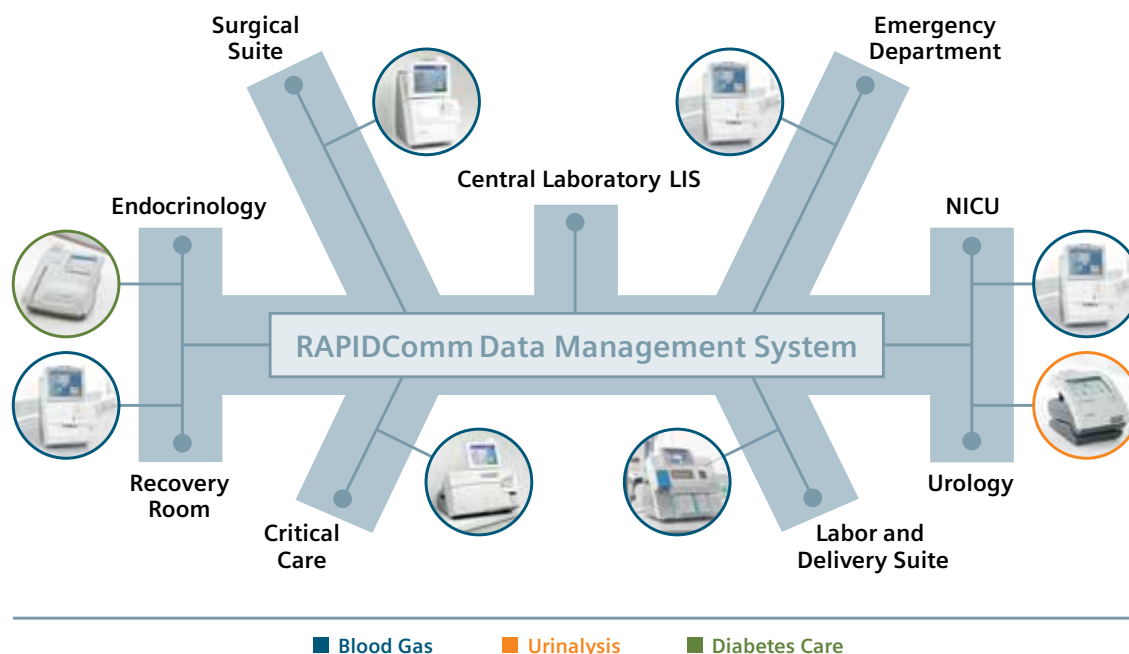 Surgical
Suite
Emergency
Department
Central Laboratory LIS
Endocrinology
NICU
RAPIDComm Data Management System
Recovery
Room
Urology
Critical
Care
Labor and
Delivery Suite
Blood Gas
Urinalysis
Diabetes Care